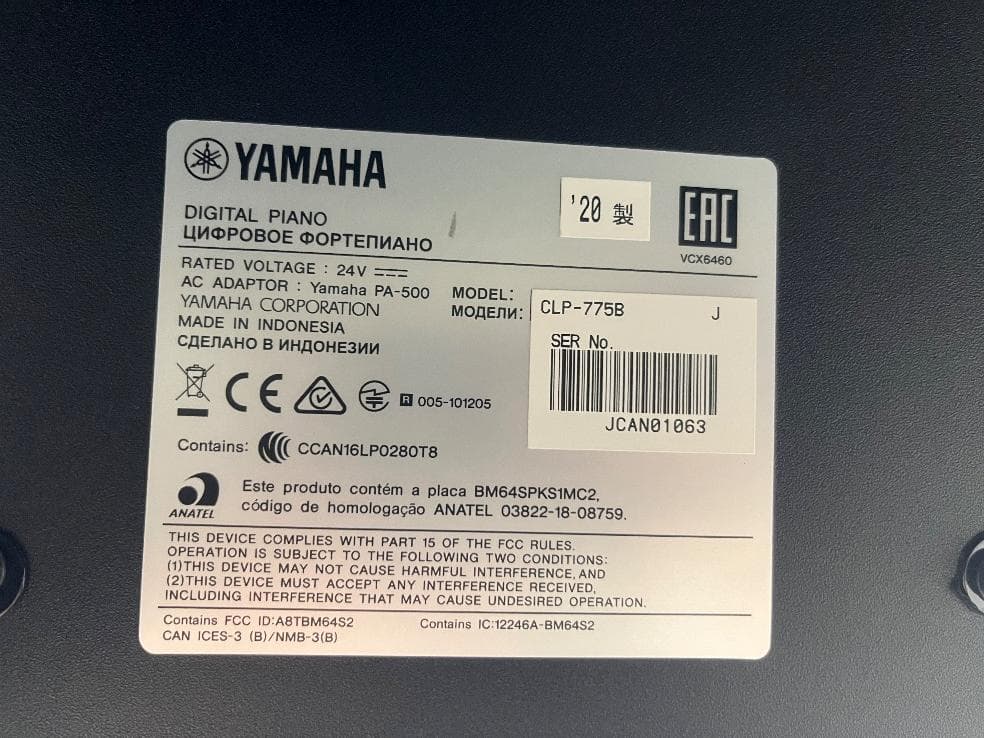 YAMAHA
DIGITAL PIANO
ЦИФРОВОЕ ФОРТЕПИАНО
'20 製
EAC
VCX6460
RATED VOLTAGE : 24V
AC ADAPTOR : Yamaha PA-500
YAMAHA CORPORATION
MADE IN INDONESIA
СДЕЛАНО В ИНДОНЕЗИИ
MODEL:
МОДЕЛИ:
CLP-775B J
SER No.
JCAN01063
CE
R 005-101205
Contains: CCAN16LP0280T8
ANATEL
Este produto contém a placa BM64SPKS1MC2,
código de homologação ANATEL 03822-18-08759.
THIS DEVICE COMPLIES WITH PART 15 OF THE FCC RULES.
OPERATION IS SUBJECT TO THE FOLLOWING TWO CONDITIONS:
(1)THIS DEVICE MAY NOT CAUSE HARMFUL INTERFERENCE, AND
(2)THIS DEVICE MUST ACCEPT ANY INTERFERENCE RECEIVED,
INCLUDING INTERFERENCE THAT MAY CAUSE UNDESIRED OPERATION.
Contains FCC ID:A8TBM64S2 Contains IC:12246A-BM64S2
CAN ICES-3 (B)/NMB-3(B)